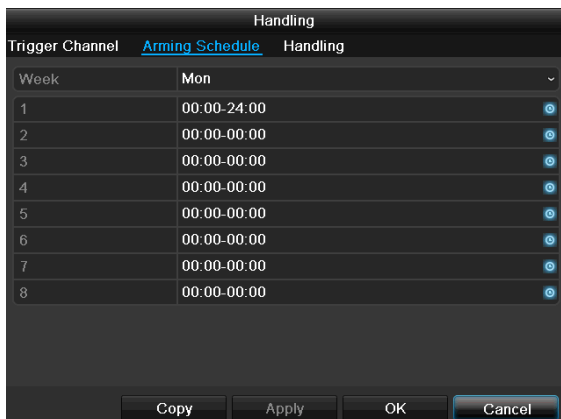 Handling
Trigger Channel Arming Schedule Handling
Week Mon
1 00:00-24:00
2 00:00-00:00
3 00:00-00:00
4 00:00-00:00
5 00:00-00:00
6 00:00-00:00
7 00:00-00:00
8 00:00-00:00
Copy Apply OK Cancel